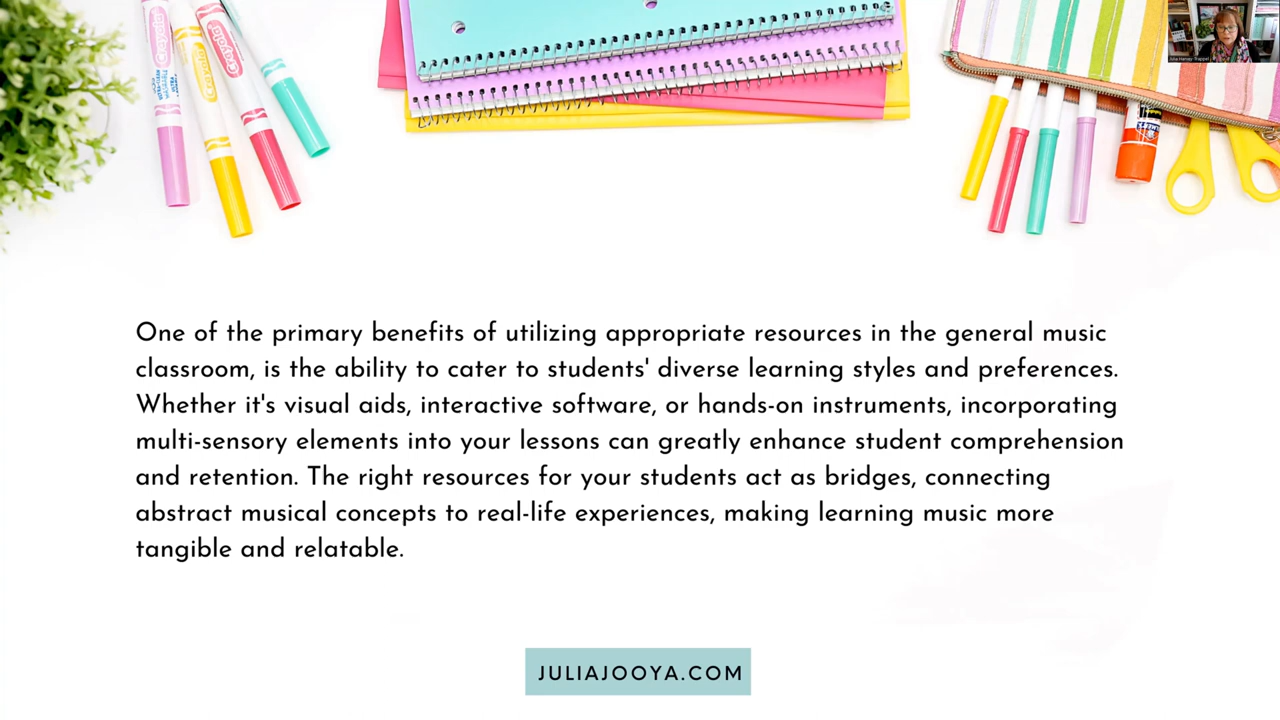 Crayola
Crayola
Crayola
ULTRA-CLEAN
WASHABLE
One of the primary benefits of utilizing appropriate resources in the general music
classroom, is the ability to cater to students' diverse learning styles and preferences.
Whether it's visual aids, interactive software, or hands-on instruments, incorporating
multi-sensory elements into your lessons can greatly enhance student comprehension
and retention. The right resources for your students act as bridges, connecting
abstract musical concepts to real-life experiences, making learning music more
tangible and relatable.
JULIAJOOYA.COM